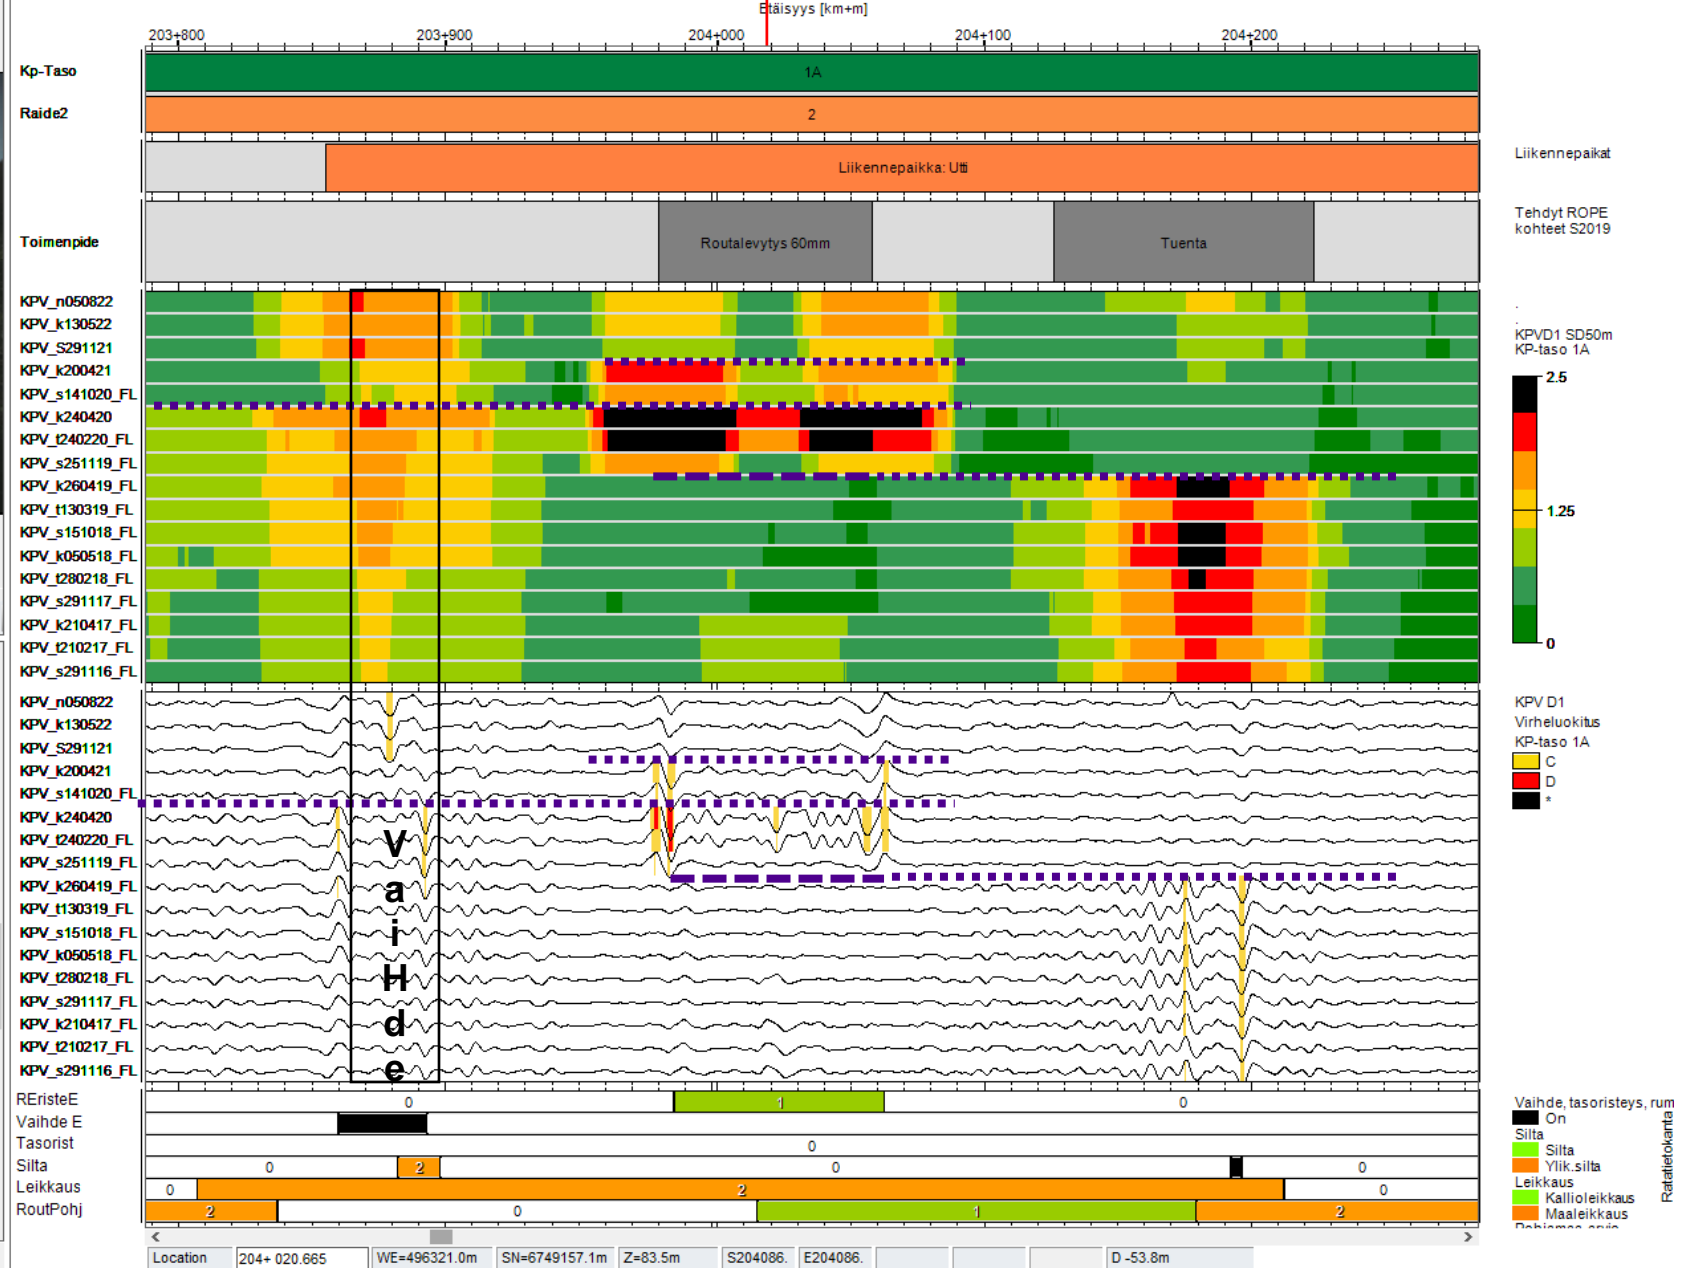 Etäisyys [km+m]
203+800 203+900 204+000 204+100 204+200
Kp-Taso 1A
Raide2 2
Liikennepaikka: Utti Liikennepaikat
Toimenpide Routalevytys 60mm Tuenta Tehdyt ROPE
kohteet S2019
KPV_n050822
KPV_k130522
KPV_S291121
KPV_k200421
KPV_s141020_FL
KPV_k240420
KPV_t240220_FL
KPV_s251119_FL
KPV_k260419_FL
KPV_t130319_FL
KPV_s151018_FL
KPV_k050518_FL
KPV_t280218_FL
KPV_s291117_FL
KPV_k210417_FL
KPV_t210217_FL
KPV_s291116_FL
.
.
KPVD1 SD50m
KP-taso 1A
2.5
1.25
0
KPV_n050822
KPV_k130522
KPV_S291121
KPV_k200421
KPV_s141020_FL
KPV_k240420
KPV_t240220_FL
KPV_s251119_FL
KPV_k260419_FL
KPV_t130319_FL
KPV_s151018_FL
KPV_k050518_FL
KPV_t280218_FL
KPV_s291117_FL
KPV_k210417_FL
KPV_t210217_FL
KPV_s291116_FL
V
a
i
H
d
e
KPV D1
Virheluokitus
KP-taso 1A
C
D
*
REristeE 0 1 0
Vaihde E
Tasorist 0
Silta 0 2 0 0
Leikkaus 0 2 0
RoutPohj 2 0 1 2
Vaihde, tasoristeys, rum
On
Silta
Silta
Ylik.silta
Leikkaus
Kallioleikkaus
Maaleikkaus
Ratatietokanta
< >
Location 204+ 020.665 WE=496321.0m SN=6749157.1m Z=83.5m S204086. E204086. D -53.8m